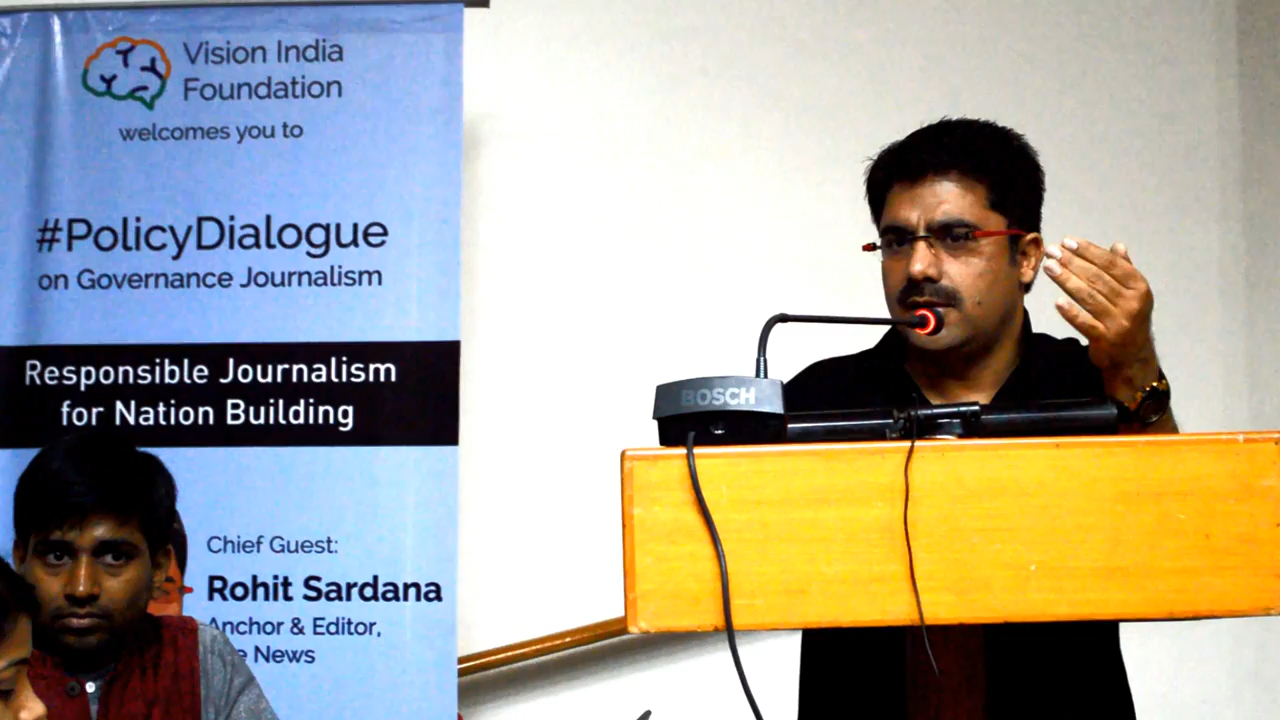 Vision India
Foundation
welcomes you to
#PolicyDialogue
on Governance Journalism
Responsible Journalism
for Nation Building
Chief Guest:
Rohit Sardana
Anchor & Editor,
News
BOSCH